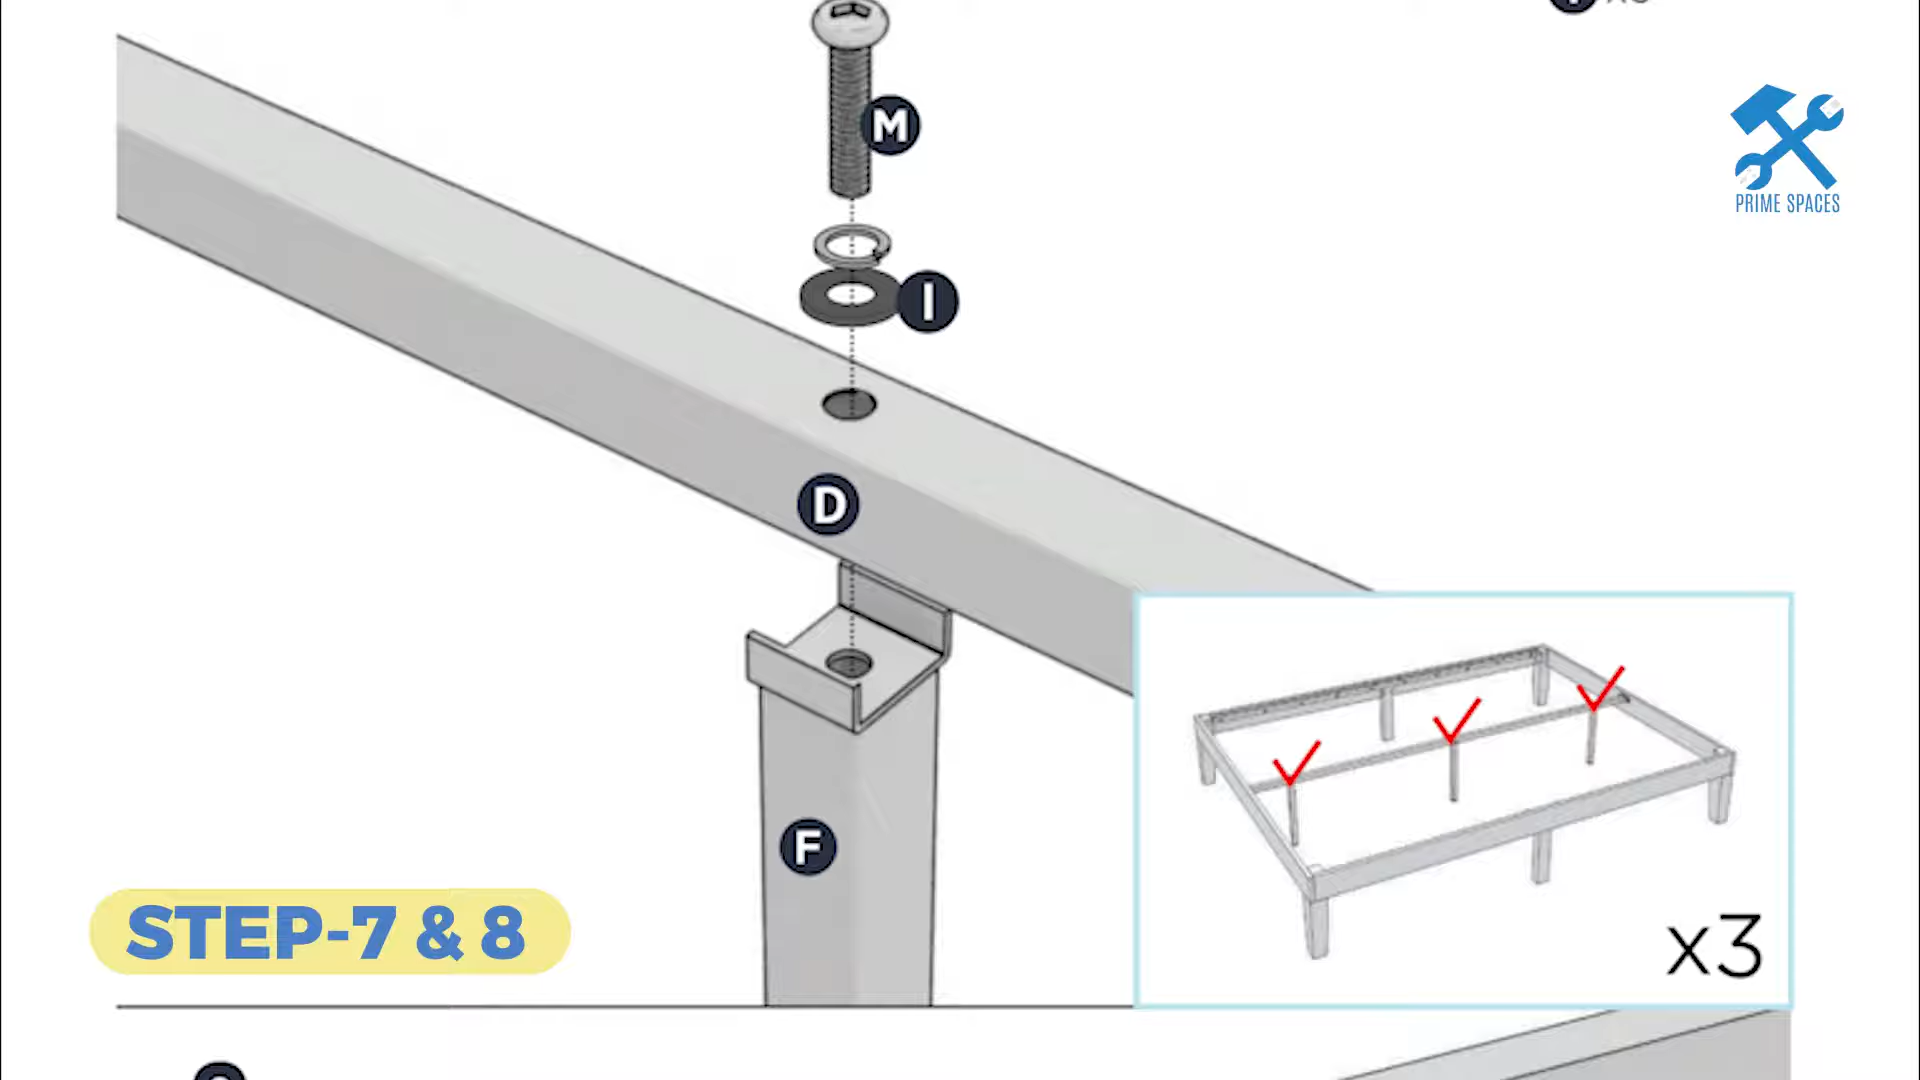 M
PRIME SPACES
I
D
F
STEP-7 & 8
x3